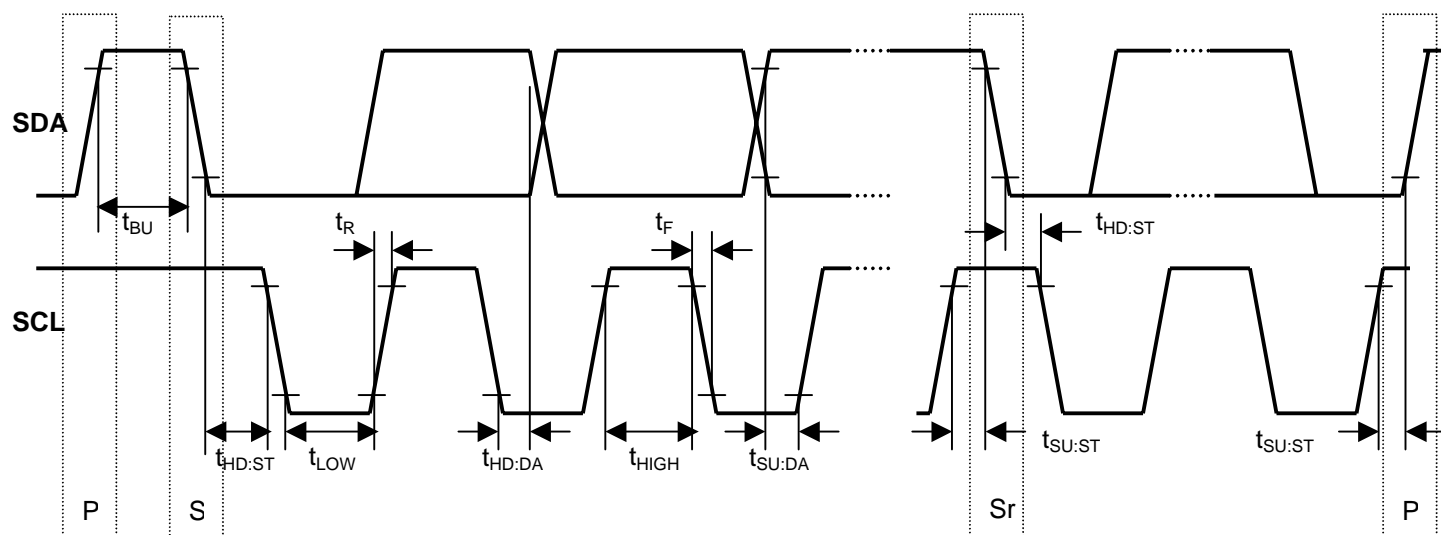 SDA
tBU
tR
tF
tHD:ST
SCL
tHD:ST
tLOW
tHD:DA
tHIGH
tSU:DA
tSU:ST
tSU:ST
P
S
Sr
P